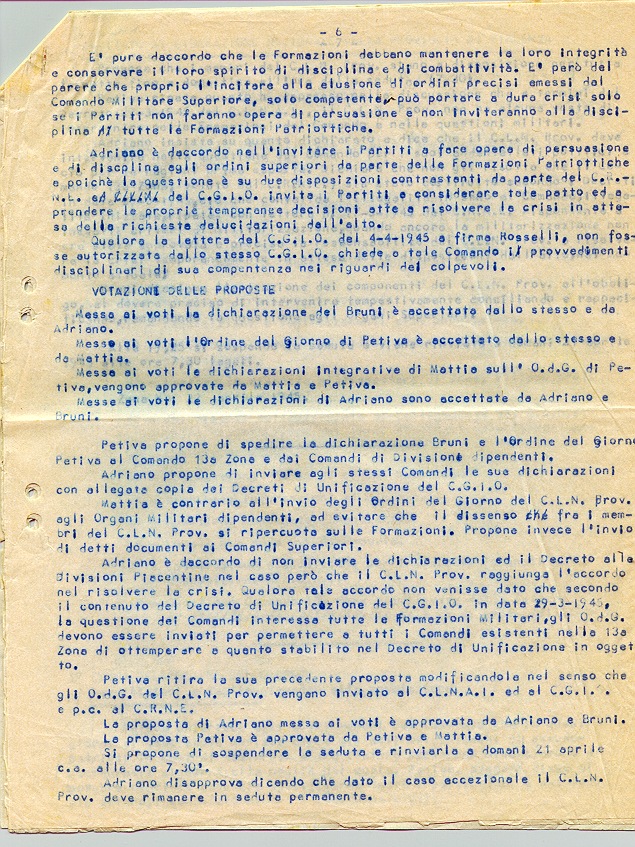 - 6 -
E' pure daccordo che le Formazioni debbano mantenere la loro integrità
e conservare il loro spirito di disciplina e di combattività. E' però del
parere che proprio l'incitare alla elusione di ordini precisi emessi dal
Comando Militare Superiore, solo competente, può portare a dura crisi solo
se i Partiti non faranno opera di persuasione e non inviteranno alla disci-
plina tutte le Formazioni Patriottiche.
Adriano è daccordo nell'invitare i Partiti a fare opera di persuasione
e di discplina agli ordini superiori da parte delle Formazioni Patriottiche
e poichè la questione è su due disposizioni contrastanti da parte del C.R.-
N.E. ed del C.G.I.O. invita i Partiti a considerare tale patto ed a-
prendere le proprie temporanee decisioni atte a risolvere la crisi in atte-
sa della richiesta delucidazioni dall'alto.
Qualora la lettera del C.G.I.O. del 4-4-1945 a firma Rosselli, non fos-
se autorizzata dallo stesso C.G.I.O. chiede a tale Comando i provvedimenti
disciplinari di sua compentenza nei riguardi dei colpevoli.
VOTAZIONE DELLE PROPOSTE
Messa ai voti la dichiarazione del Bruni è accettata dallo stesso e da
Adriano.
Messo ai voti l'Ordine del Giorno di Petiva è accettato dallo stesso e
da Mattia.
Messa ai voti le dichiarazioni integrative di Mattia sull' O.d.G. di Pe-
tiva,vengono approvate da Mattia e Petiva.
Messe ai voti le dichiarazioni di Adriano sono accettate da Adriano e
Bruni.
Petiva propone di spedire la dichiarazione Bruni e l'Ordine del Giorno
Petiva al Comando 13a Zona e dai Comandi di Divisione dipendenti.
Adriano propone di inviare agli stessi Comandi le sue dichiarazioni
con allegata copia dei Decreti di Unificazione del C.G.I.O.
Mattia è contrario all'invio degli Ordini del Giorno del C.L.N. Prov.
agli Organi Militari dipendenti, ad evitare che il dissenso che fra i mem-
bri del C.L.N. Prov. si ripercuota sulle Formazioni. Propone invece l'invio
di detti documenti ai Comandi Superiori.
Adriano è daccordo di non inviare le dichiarazioni ed il Decreto alle
Divisioni Piacentine nel caso però che il C.L.N. Prov. raggiunga l'accordo
nel risolvere la crisi. Qualora tale accordo non venisse dato che secondo
il contenuto del Decreto di Unificazione del C.G.I.O. in data 29-3-1945,
la questione dei Comandi interessa tutte le Formazioni Militari,gli O.d.G.
devono essere inviati per permettere a tutti i Comandi esistenti nella 13a
Zona di ottemperare a quanto stabilito nel Decreto di Unificazione in ogget
to.
Petiva ritira la sua precedente proposta modificandola nel senso che
gli O.d.G. del C.L.N. Prov. vengano inviato al C.L.N.A.I. ed al C.G.I.
e p.c. al C.R.N.E.
La proposta di Adriano messa ai voti è approvata da Adriano e Bruni.
La proposta Petiva è approvata da Petiva e Mattia.
Si propone di sospendere la seduta e rinviarla a domani 21 aprile
c.a. alle ore 7,30'.
Adriano disapprova dicendo che dato il caso accezionale il C.L.N.
Prov. deve rimanere in seduta permanente.